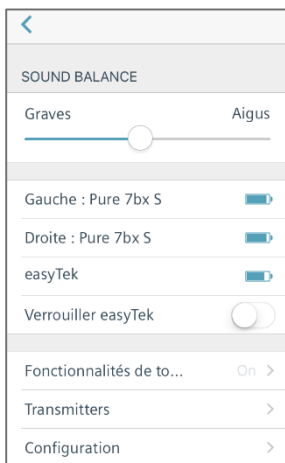 SOUND BALANCE
Graves Aigus
Gauche : Pure 7bx S
Droite : Pure 7bx S
easyTek
Verrouiller easyTek
Fonctionnalités de to... On
Transmitters
Configuration